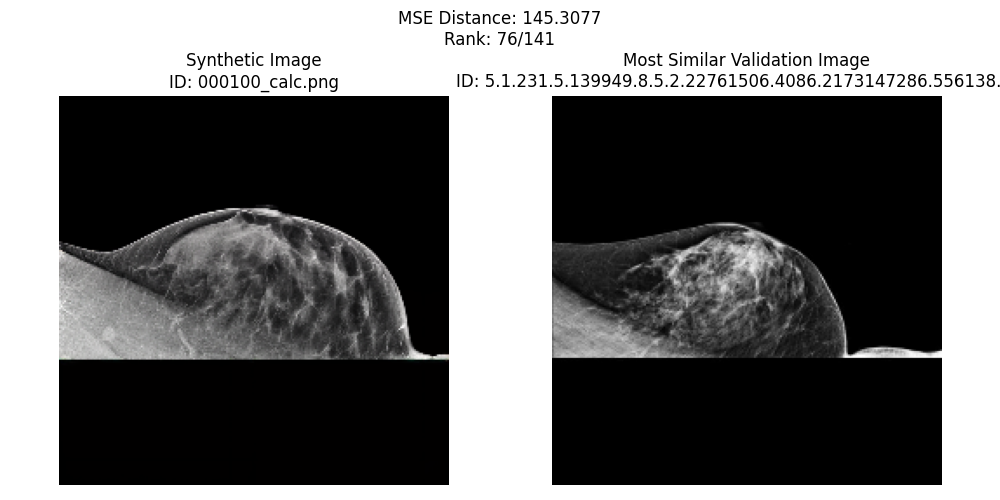 MSE Distance: 145.3077
Rank: 76/141
Synthetic Image
ID: 000100_calc.png
Most Similar Validation Image
ID: 5.1.231.5.139949.8.5.2.22761506.4086.2173147286.556138.